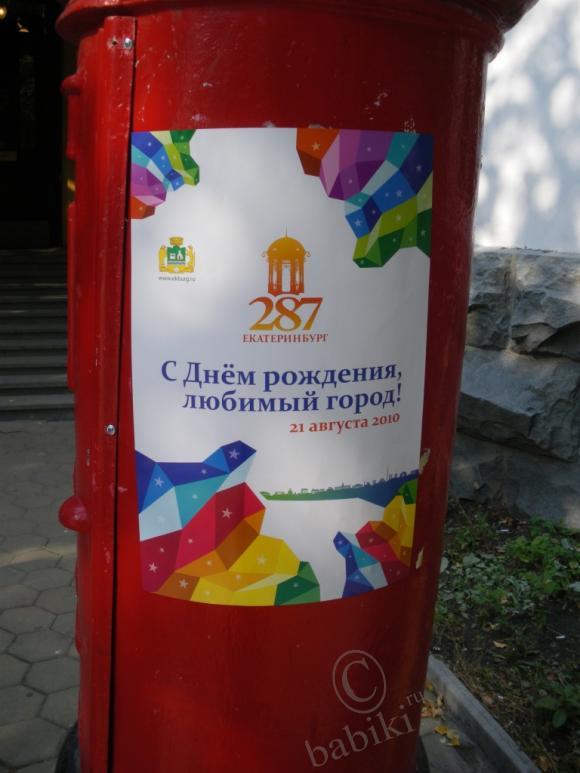 www.ekburg.ru
287
ЕКАТЕРИНБУРГ
С Днём рождения,
любимый город!
21 августа 2010
©
babiki.ru